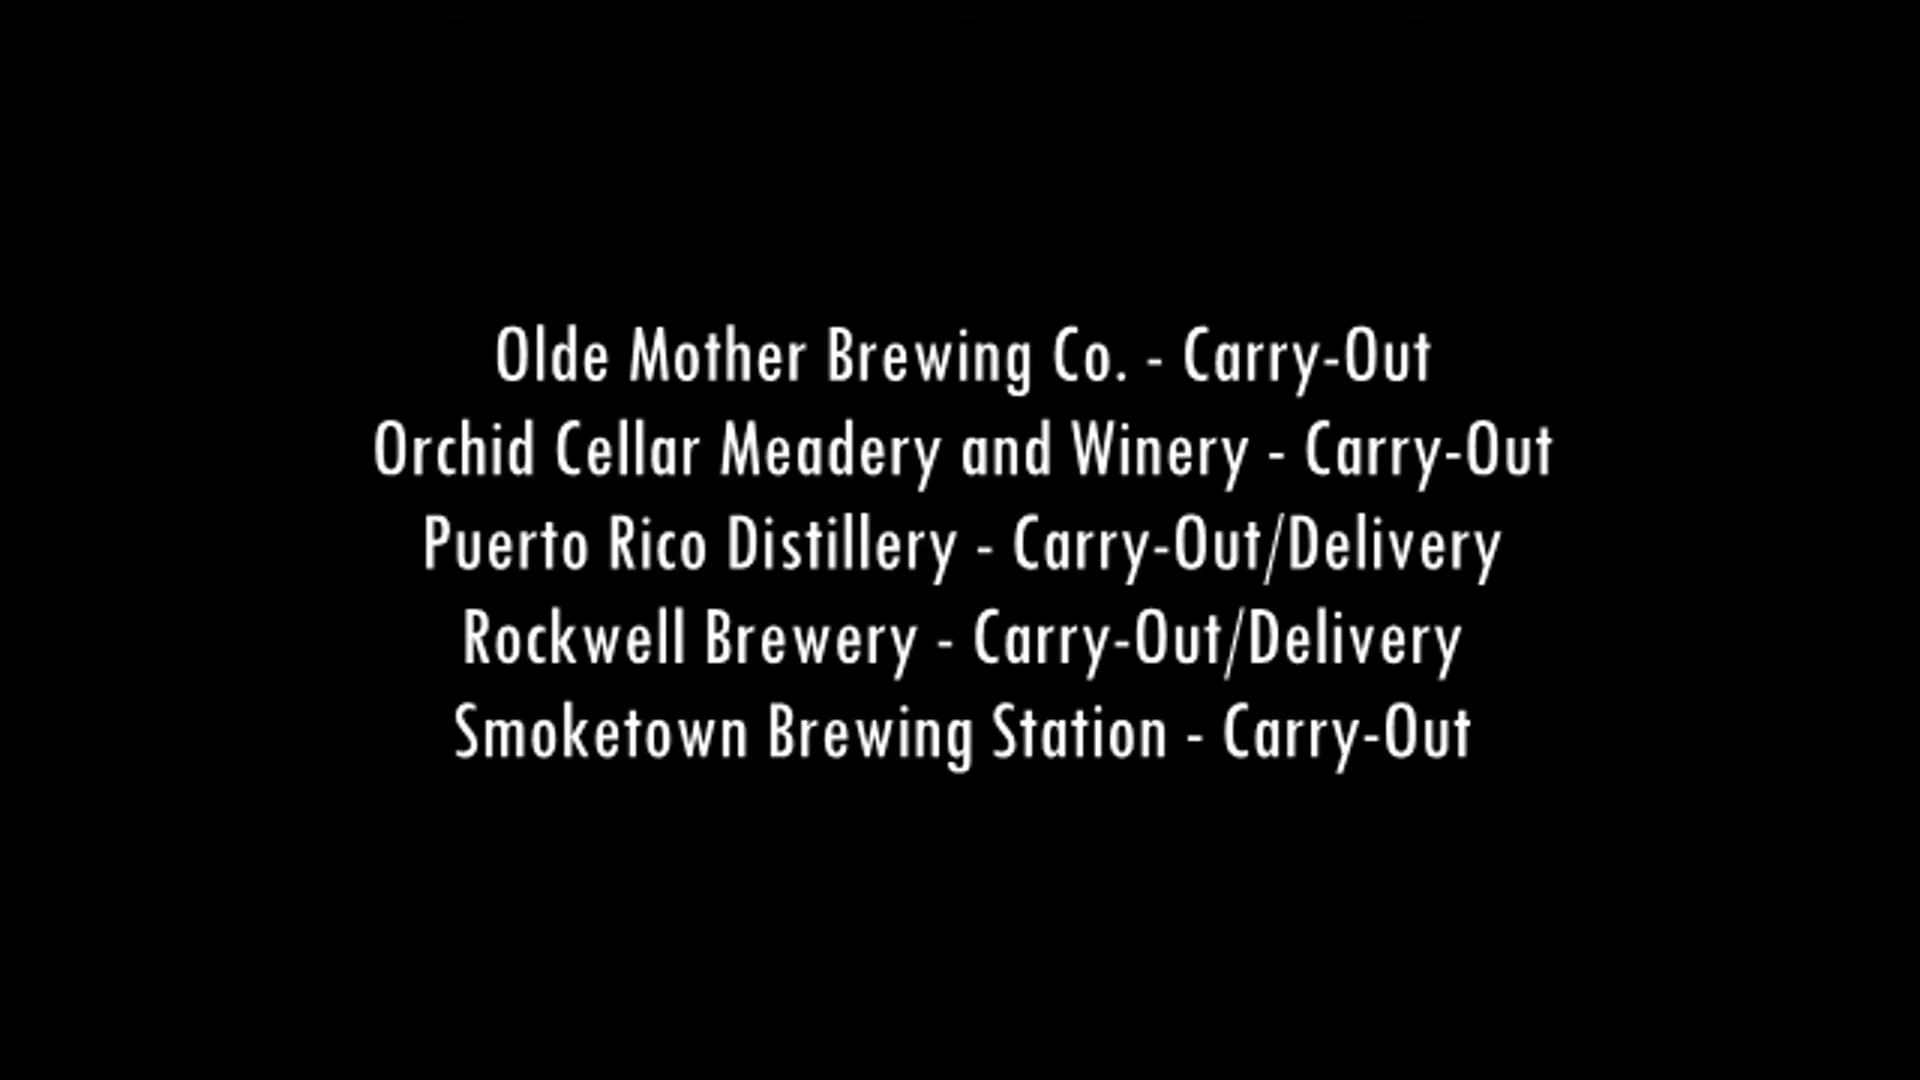 Olde Mother Brewing Co. - Carry-Out
Orchid Cellar Meadery and Winery - Carry-Out
Puerto Rico Distillery - Carry-Out/Delivery
Rockwell Brewery - Carry-Out/Delivery
Smoketown Brewing Station - Carry-Out